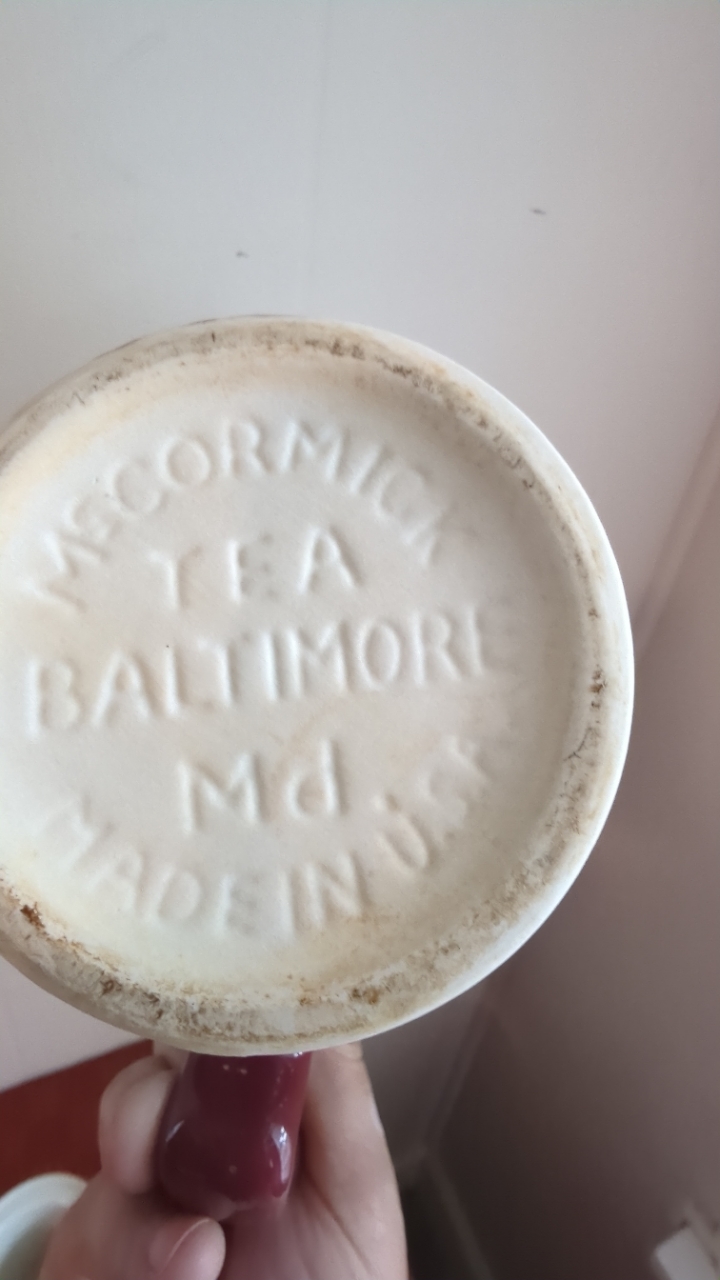 McCORMICK
TEA
BALTIMORE
Md.
MADE IN U.S.A